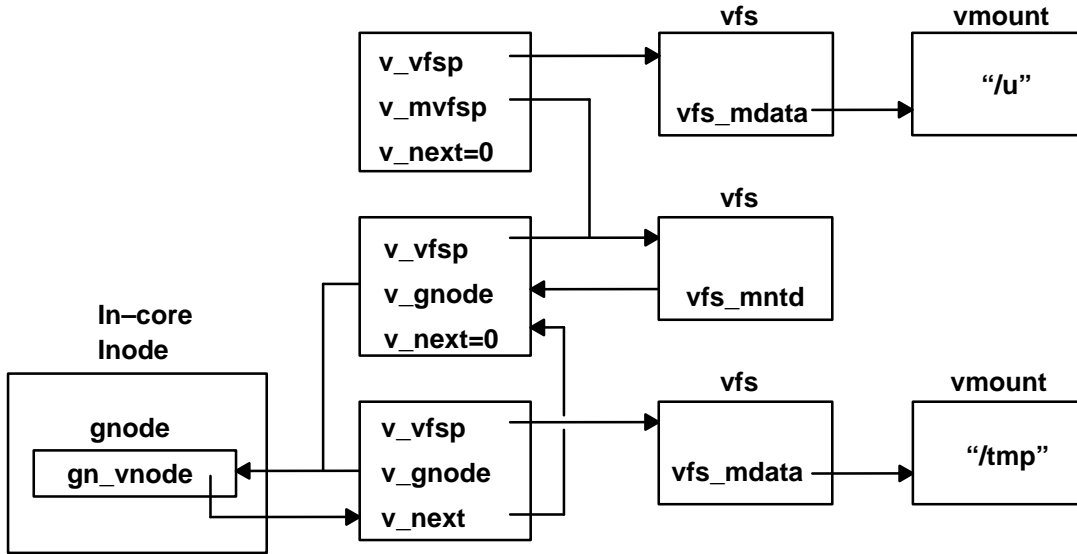 vfs
vmount
v_vfsp
v_mvfsp
v_next=0
vfs_mdata
“/u”
vfs
v_vfsp
v_gnode
v_next=0
vfs_mntd
In–core
Inode
gnode
gn_vnode
v_vfsp
v_gnode
v_next
vfs
vfs_mdata
vmount
“/tmp”